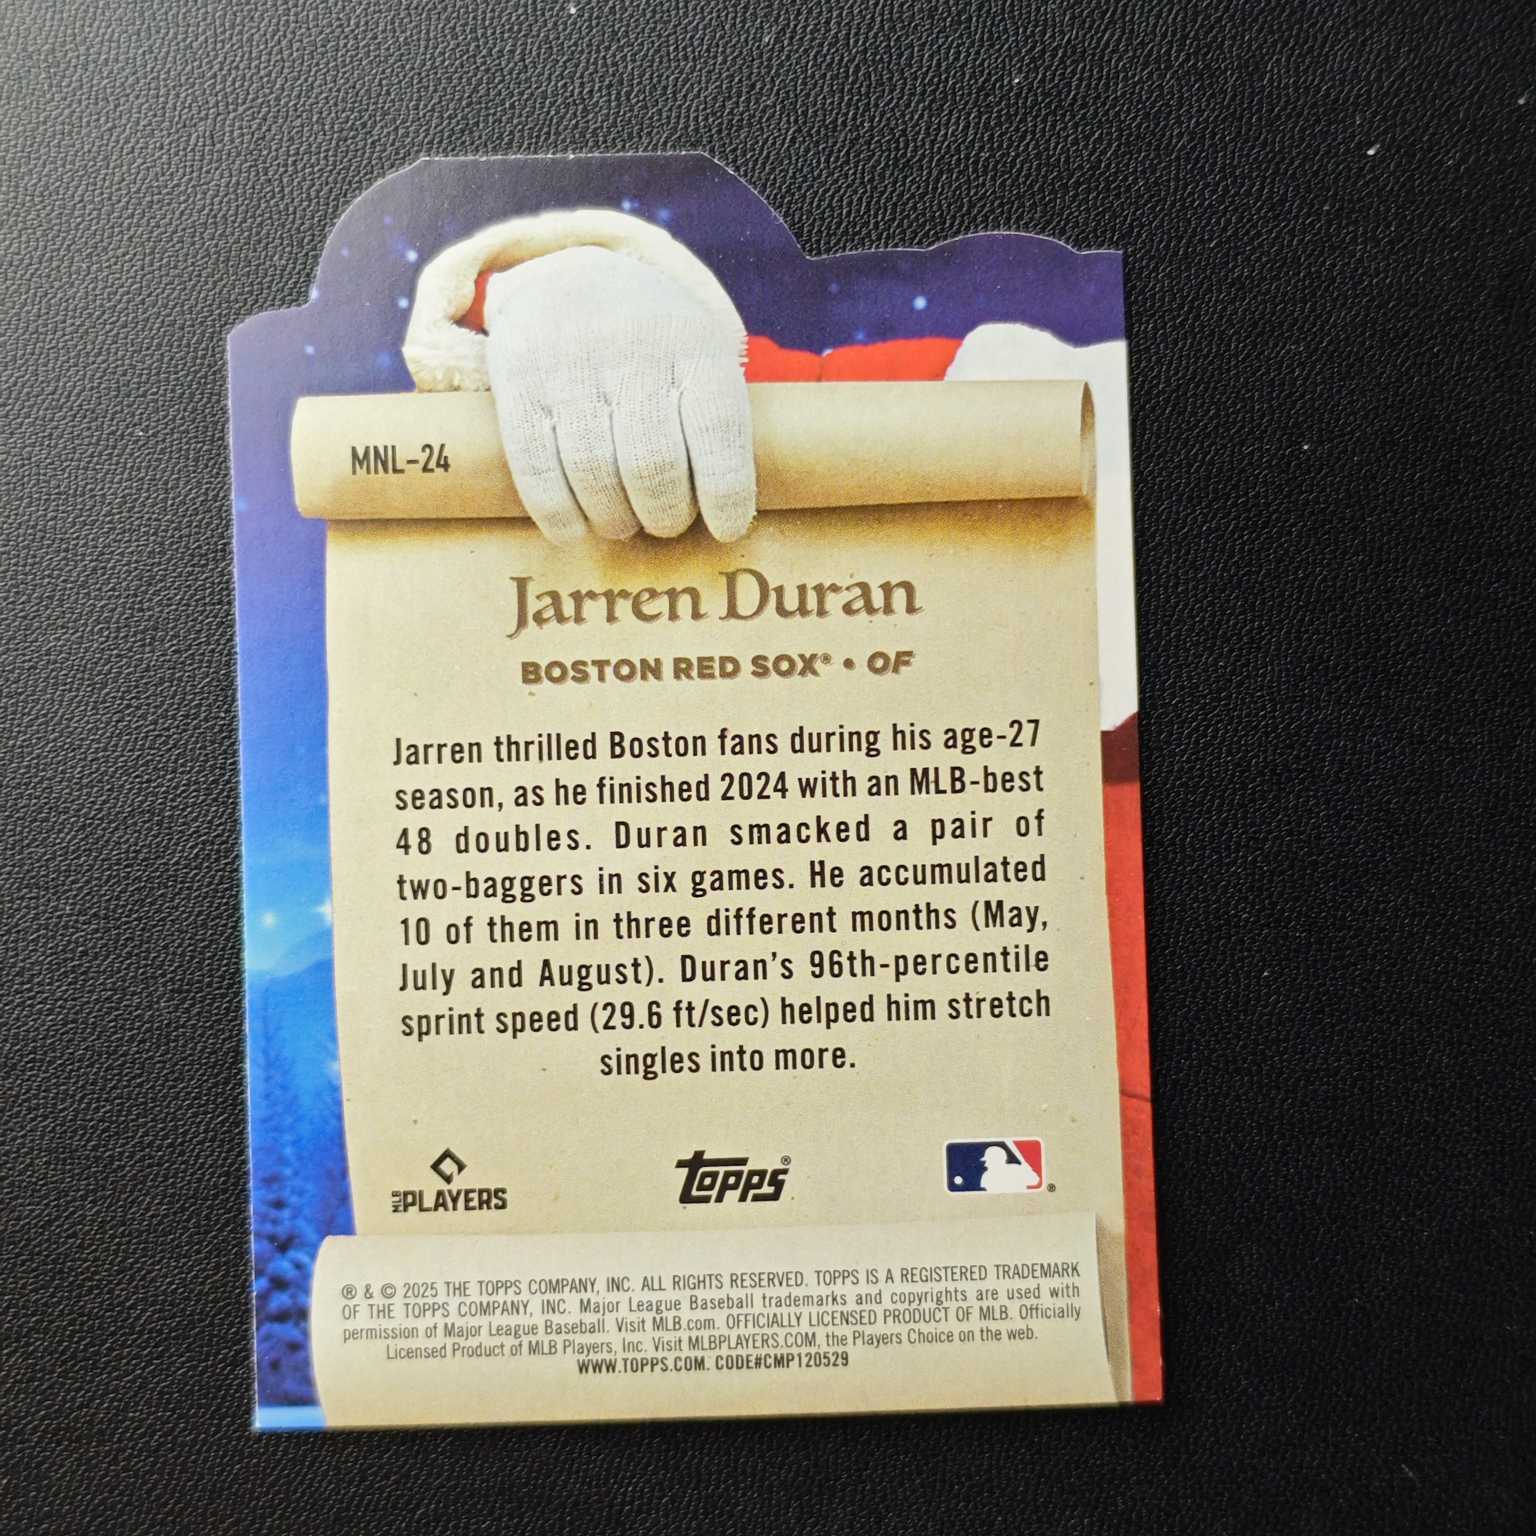 MNL-24
Jarren Duran
BOSTON RED SOX® • OF
Jarren thrilled Boston fans during his age-27
season, as he finished 2024 with an MLB-best
48 doubles. Duran smacked a pair of
two-baggers in six games. He accumulated
10 of them in three different months (May,
July and August). Duran's 96th-percentile
sprint speed (29.6 ft/sec) helped him stretch
singles into more.
MLB PLAYERS
Topps®
®
® & © 2025 THE TOPPS COMPANY, INC. ALL RIGHTS RESERVED. TOPPS IS A REGISTERED TRADEMARK
OF THE TOPPS COMPANY, INC. Major League Baseball trademarks and copyrights are used with
permission of Major League Baseball. Visit MLB.com. OFFICIALLY LICENSED PRODUCT OF MLB. Officially
Licensed Product of MLB Players, Inc. Visit MLBPLAYERS.COM, the Players Choice on the web.
WWW.TOPPS.COM. CODE#CMP120529